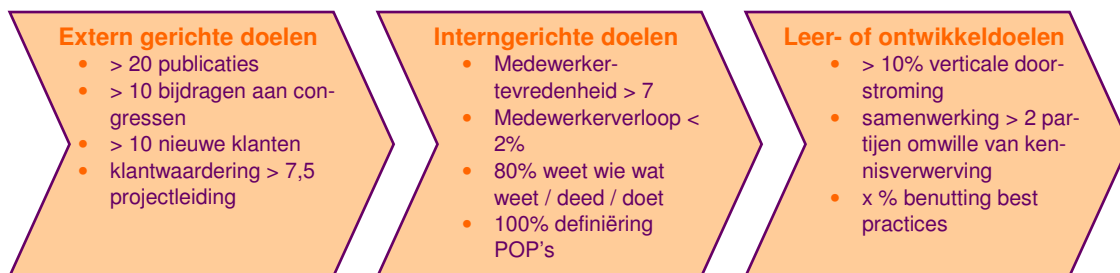 Extern gerichte doelen
• > 20 publicaties
• > 10 bijdragen aan con-
gressen
• > 10 nieuwe klanten
• klantwaardering > 7,5
projectleiding
Interngerichte doelen
• Medewerker-
tevredenheid > 7
• Medewerkerverloop <
2%
• 80% weet wie wat
weet / deed / doet
• 100% definiëring
POP's
Leer- of ontwikkeldoelen
• > 10% verticale door-
stroming
• samenwerking > 2 par-
tijen omwille van ken-
nisverwerving
• x % benutting best
practices